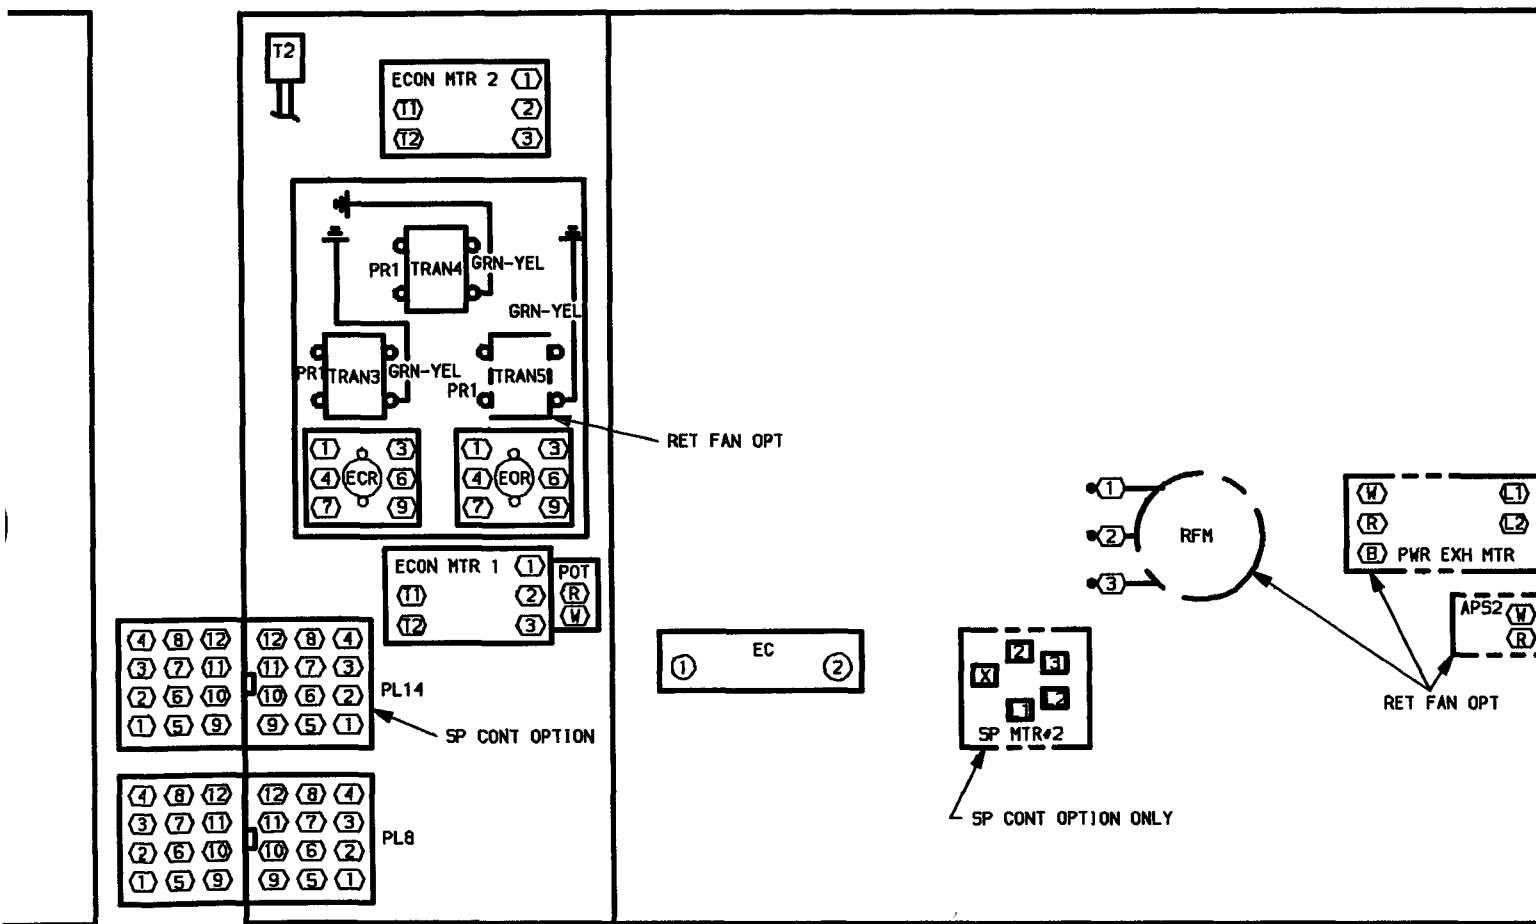 T2
ECON MTR 2 1
T1 2
T2 3
PR1 TRAN4 GRN-YEL
GRN-YEL
PR1 TRAN3 GRN-YEL
PR1 TRAN5
RET FAN OPT
1 3
4 ECR 6
7 9
1 3
4 EOR 6
7 9
ECON MTR 1 1
T1 2
T2 3
POT
R
W
4 8 12 12 8 4
3 7 11 11 7 3
2 6 10 10 6 2
1 5 9 9 5 1
PL14
SP CONT OPTION
4 8 12 12 8 4
3 7 11 11 7 3
2 6 10 10 6 2
1 5 9 9 5 1
PL8
EC
1 2
2
3
X
L2
L1
SP MTR#2
SP CONT OPTION ONLY
1
2 RFM
3
W L1
R L2
B PWR EXH MTR
APS2 W
R
RET FAN OPT